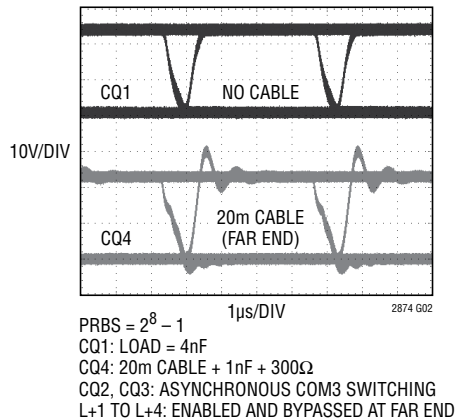 CQ1 NO CABLE
10V/DIV
20m CABLE
(FAR END)
CQ4
1µs/DIV
2874 G02
PRBS = 2⁸ – 1
CQ1: LOAD = 4nF
CQ4: 20m CABLE + 1nF + 300Ω
CQ2, CQ3: ASYNCHRONOUS COM3 SWITCHING
L+1 TO L+4: ENABLED AND BYPASSED AT FAR END